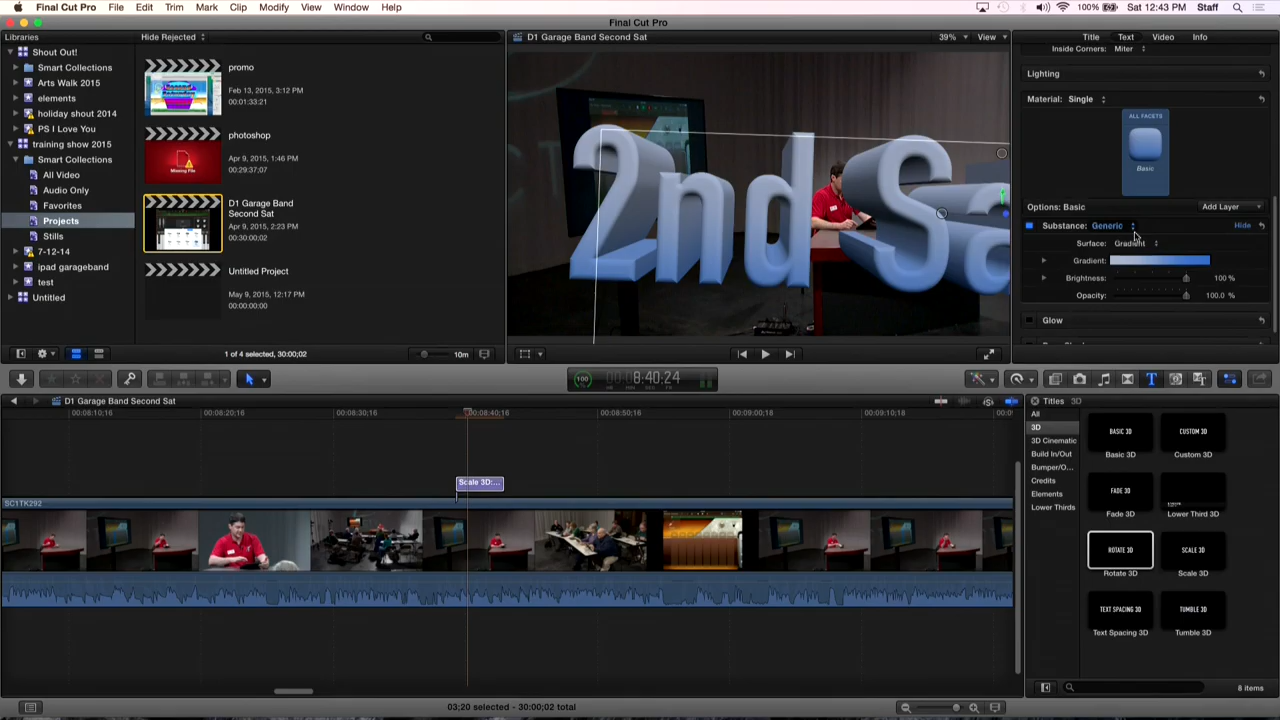 Final Cut Pro File Edit Trim Mark Clip Modify View Window Help
100% Sat 12:43 PM Staff
Final Cut Pro
Libraries
Hide Rejected
D1 Garage Band Second Sat
39% View
Title Text Video Info
Shout Out!
Smart Collections
Arts Walk 2015
elements
holiday shout 2014
PS I Love You
training show 2015
Smart Collections
All Video
Audio Only
Favorites
Projects
Stills
7-12-14
ipad garageband
test
Untitled
promo
Feb 13, 2015, 3:12 PM
00:01:33;21
photoshop
Apr 9, 2015, 1:46 PM
00:29:37;07
Missing File
D1 Garage Band
Second Sat
Apr 9, 2015, 2:23 PM
00:30:00;02
Untitled Project
May 9, 2015, 12:17 PM
00:00:00:00
1 of 4 selected, 30:00;02
10m
2nd Sa
Inside Corners: Miter
Lighting
Material: Single
ALL FACETS
Basic
Options: Basic
Add Layer
Substance: Generic
Hide
Surface: Gradient
Gradient:
Brightness: 100 %
Opacity: 100.0 %
Glow
100
8:40:24
D1 Garage Band Second Sat
00:08:10;16
00:08:20;16
00:08:30;16
00:08:40;16
00:08:50;16
00:09:00;18
00:09:10;18
Scale 3D:...
SC1TK292
Titles 3D
All
3D
3D Cinematic
Build In/Out
Bumper/O...
Credits
Elements
Lower Thirds
BASIC 3D
Basic 3D
CUSTOM 3D
Custom 3D
FADE 3D
Fade 3D
Lower Third 3D
ROTATE 3D
Rotate 3D
SCALE 3D
Scale 3D
TEXT SPACING 3D
Text Spacing 3D
TUMBLE 3D
Tumble 3D
8 items
03:20 selected - 30:00;02 total